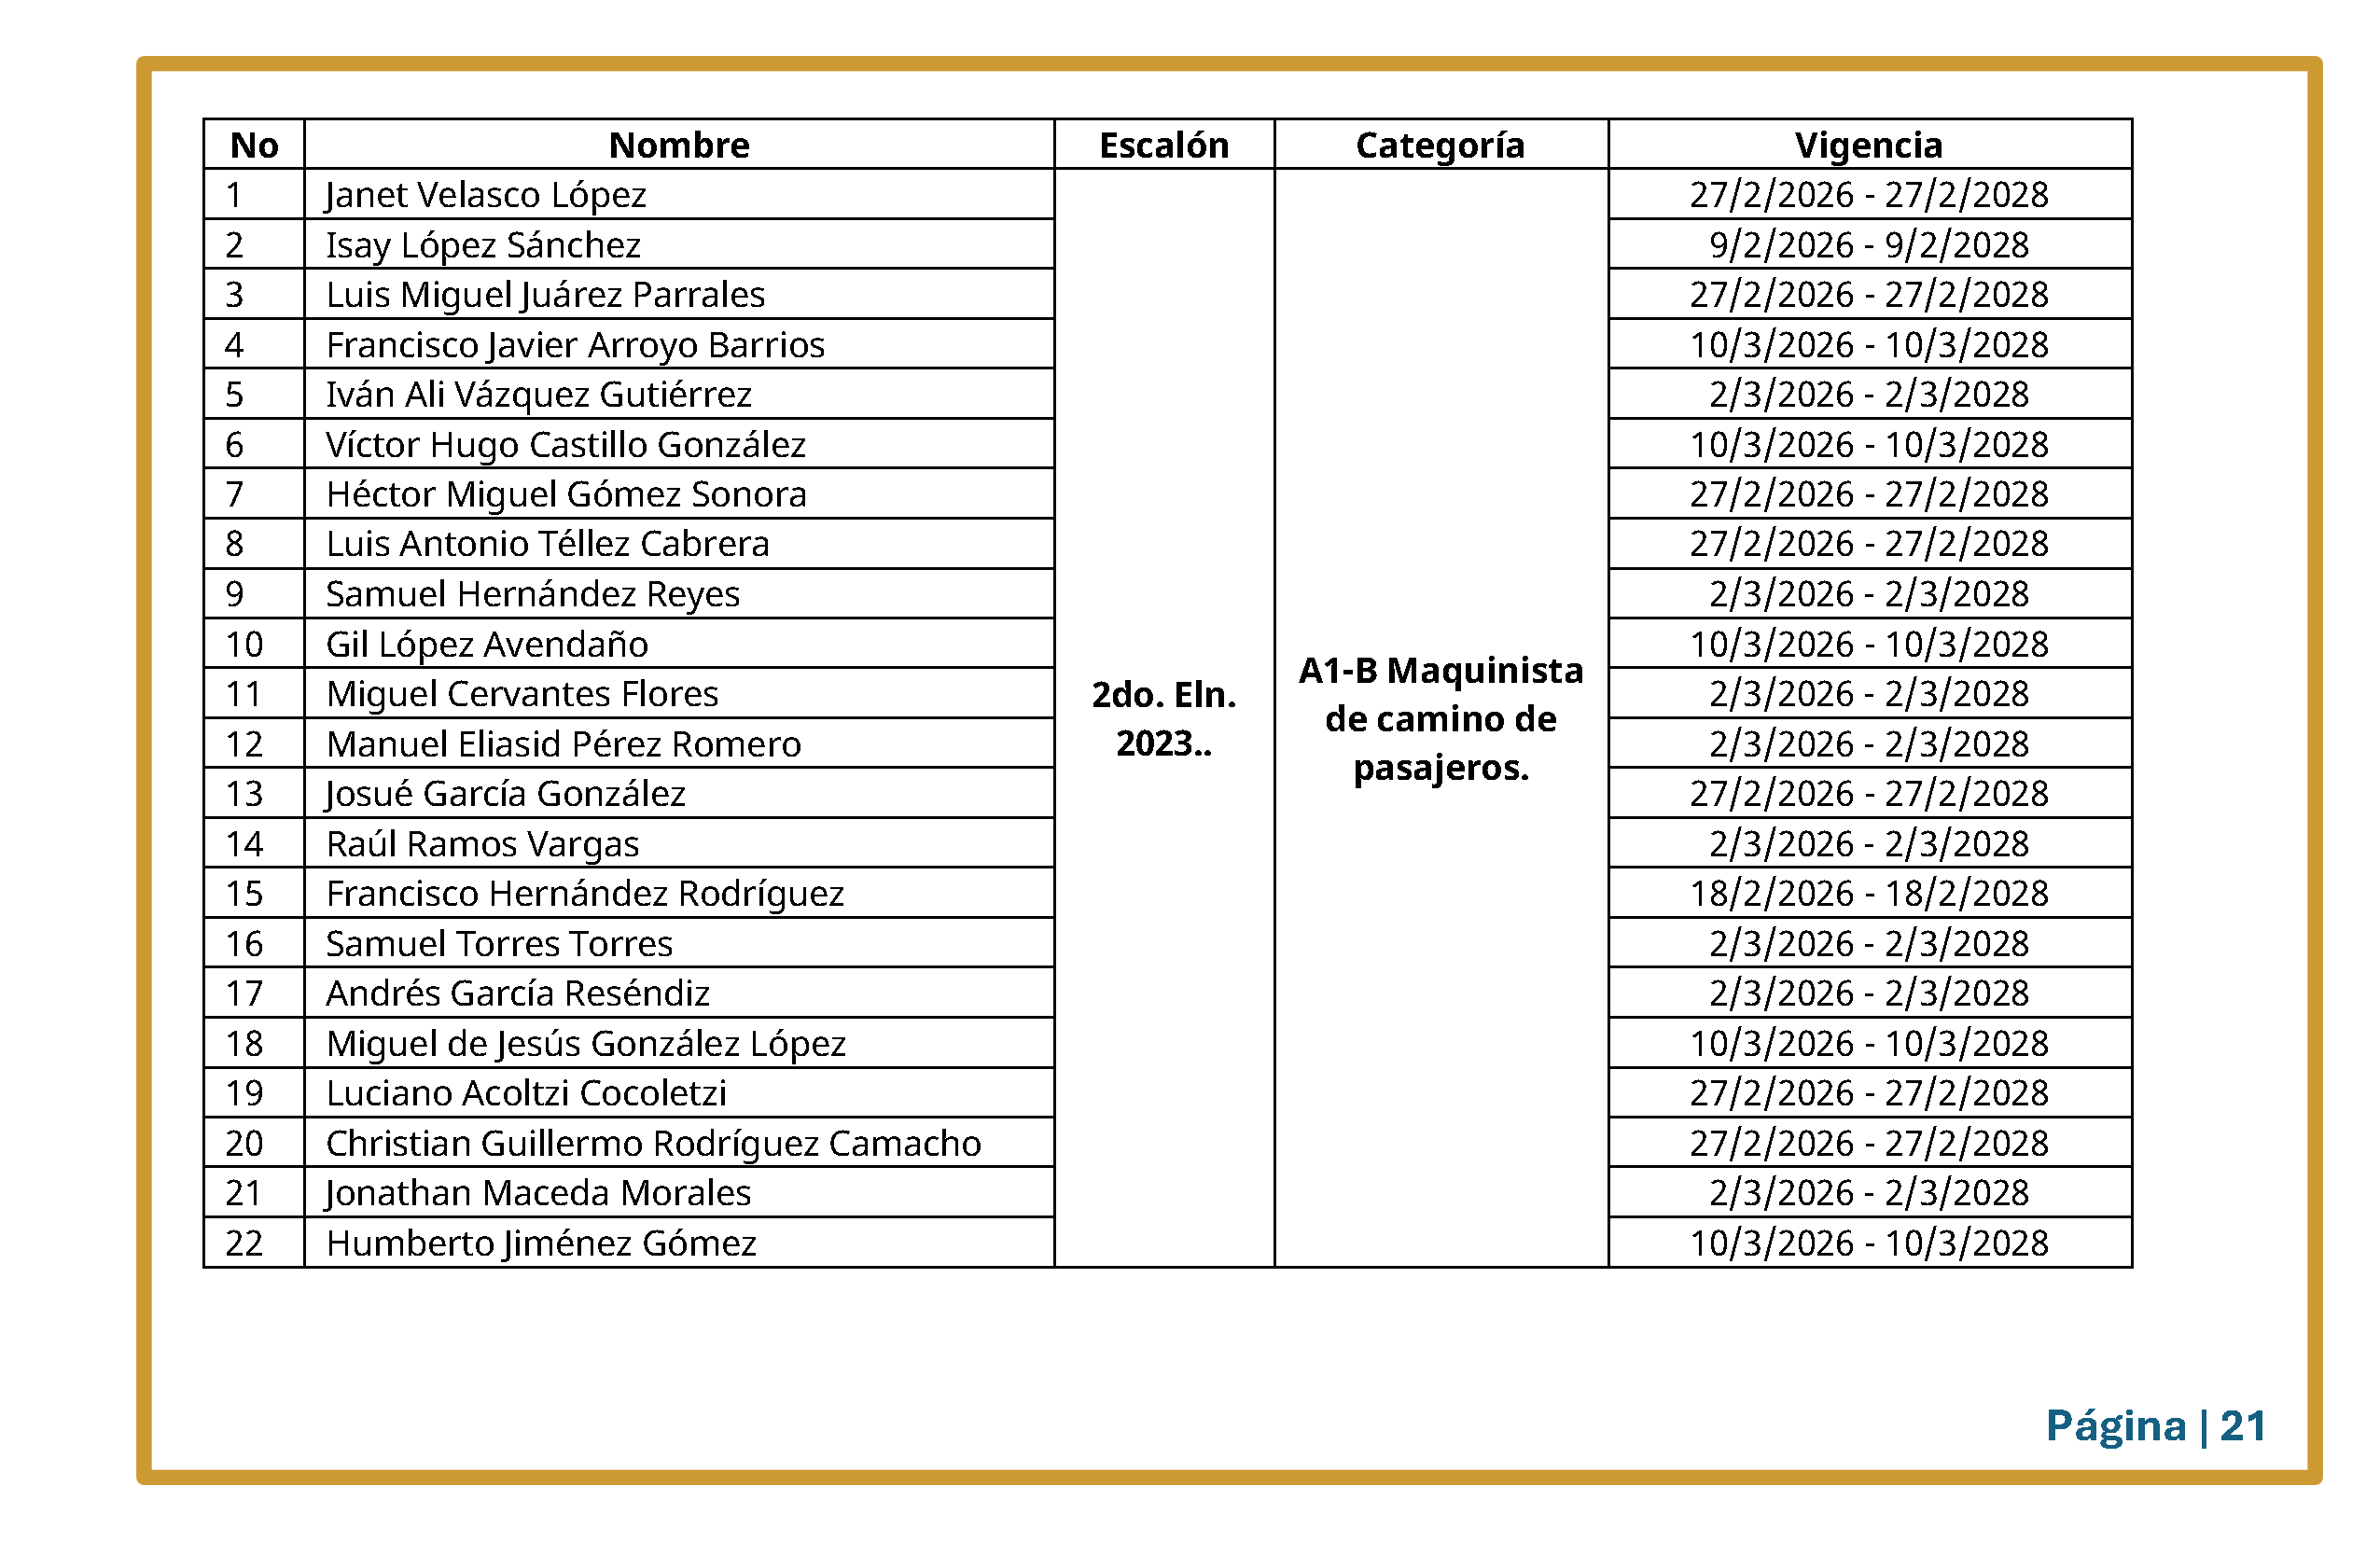 No Nombre Escalón Categoría Vigencia
1 Janet Velasco López 27/2/2026 - 27/2/2028
2 Isay López Sánchez 9/2/2026 - 9/2/2028
3 Luis Miguel Juárez Parrales 27/2/2026 - 27/2/2028
4 Francisco Javier Arroyo Barrios 10/3/2026 - 10/3/2028
5 Iván Ali Vázquez Gutiérrez 2/3/2026 - 2/3/2028
6 Víctor Hugo Castillo González 10/3/2026 - 10/3/2028
7 Héctor Miguel Gómez Sonora 27/2/2026 - 27/2/2028
8 Luis Antonio Téllez Cabrera 27/2/2026 - 27/2/2028
9 Samuel Hernández Reyes 2/3/2026 - 2/3/2028
10 Gil López Avendaño 10/3/2026 - 10/3/2028
11 Miguel Cervantes Flores 2/3/2026 - 2/3/2028
12 Manuel Eliasid Pérez Romero 2/3/2026 - 2/3/2028
13 Josué García González 27/2/2026 - 27/2/2028
14 Raúl Ramos Vargas 2/3/2026 - 2/3/2028
15 Francisco Hernández Rodríguez 18/2/2026 - 18/2/2028
16 Samuel Torres Torres 2/3/2026 - 2/3/2028
17 Andrés García Reséndiz 2/3/2026 - 2/3/2028
18 Miguel de Jesús González López 10/3/2026 - 10/3/2028
19 Luciano Acoltzi Cocoletzi 27/2/2026 - 27/2/2028
20 Christian Guillermo Rodríguez Camacho 27/2/2026 - 27/2/2028
21 Jonathan Maceda Morales 2/3/2026 - 2/3/2028
22 Humberto Jiménez Gómez 10/3/2026 - 10/3/2028
2do. Eln.
2023..
A1-B Maquinista
de camino de
pasajeros.
Página | 21